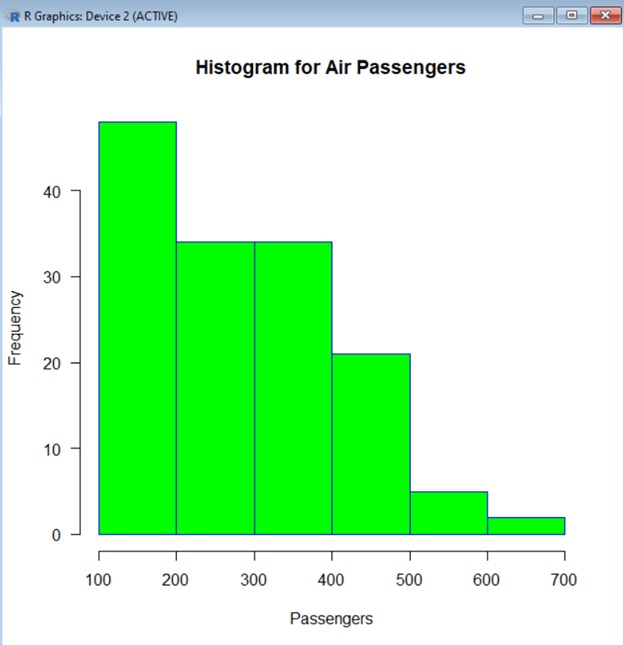 R Graphics: Device 2 (ACTIVE)
Histogram for Air Passengers
40
30
20
10
0
Frequency
100 200 300 400 500 600 700
Passengers